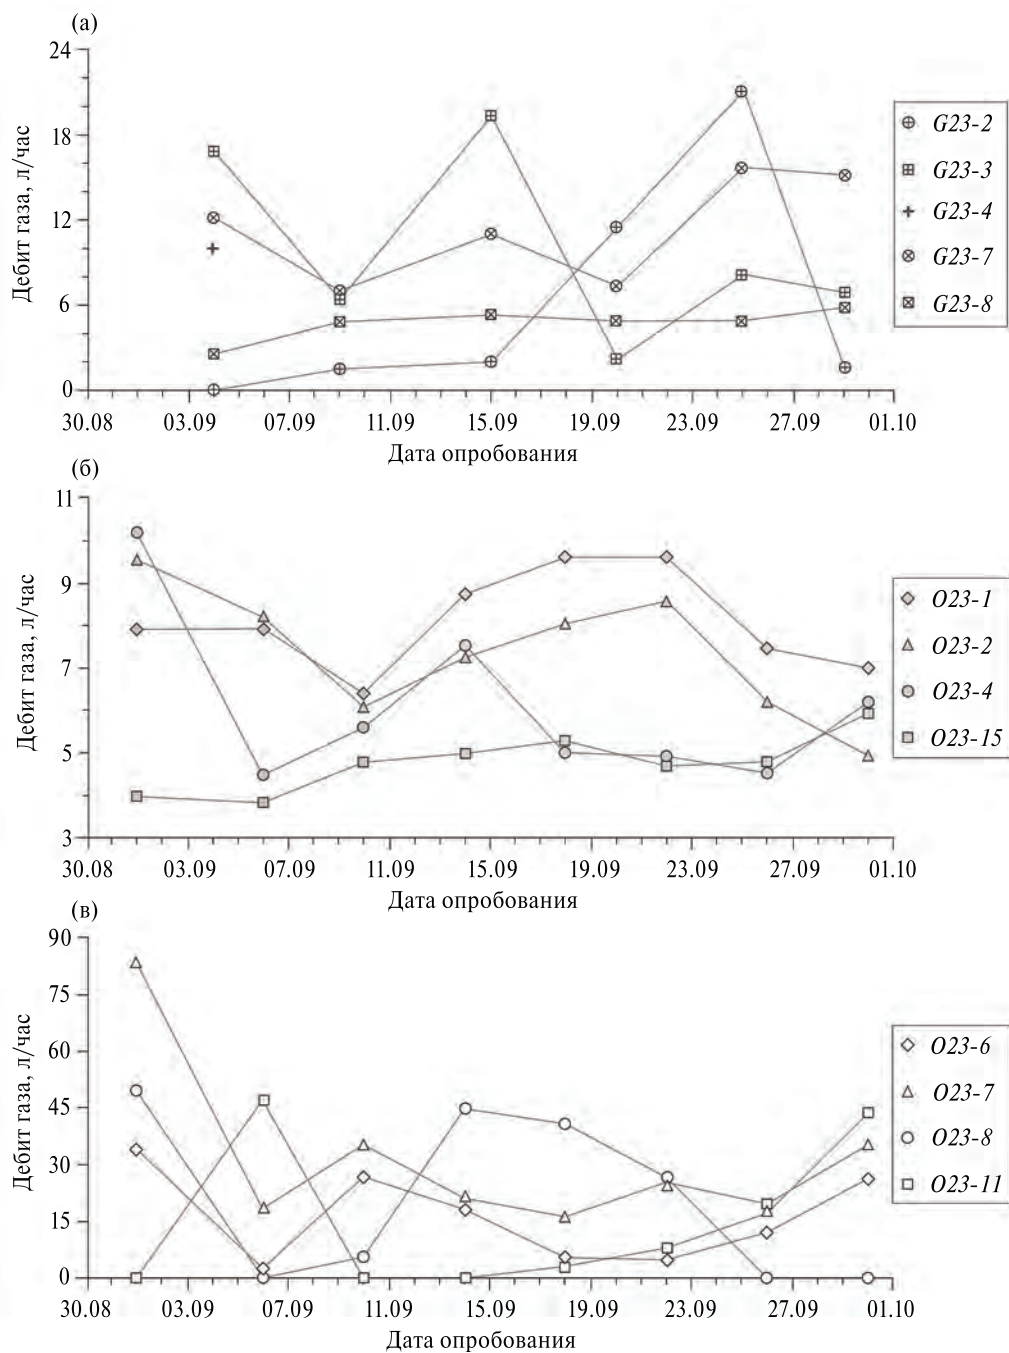 (а)
24
18
12
6
0
Дебит газа, л/час
30.08 03.09 07.09 11.09 15.09 19.09 23.09 27.09 01.10
Дата опробования
G23-2
G23-3
G23-4
G23-7
G23-8
(б)
11
9
7
5
3
Дебит газа, л/час
30.08 03.09 07.09 11.09 15.09 19.09 23.09 27.09 01.10
Дата опробования
O23-1
O23-2
O23-4
O23-15
(в)
90
75
60
45
30
15
0
Дебит газа, л/час
30.08 03.09 07.09 11.09 15.09 19.09 23.09 27.09 01.10
Дата опробования
O23-6
O23-7
O23-8
O23-11